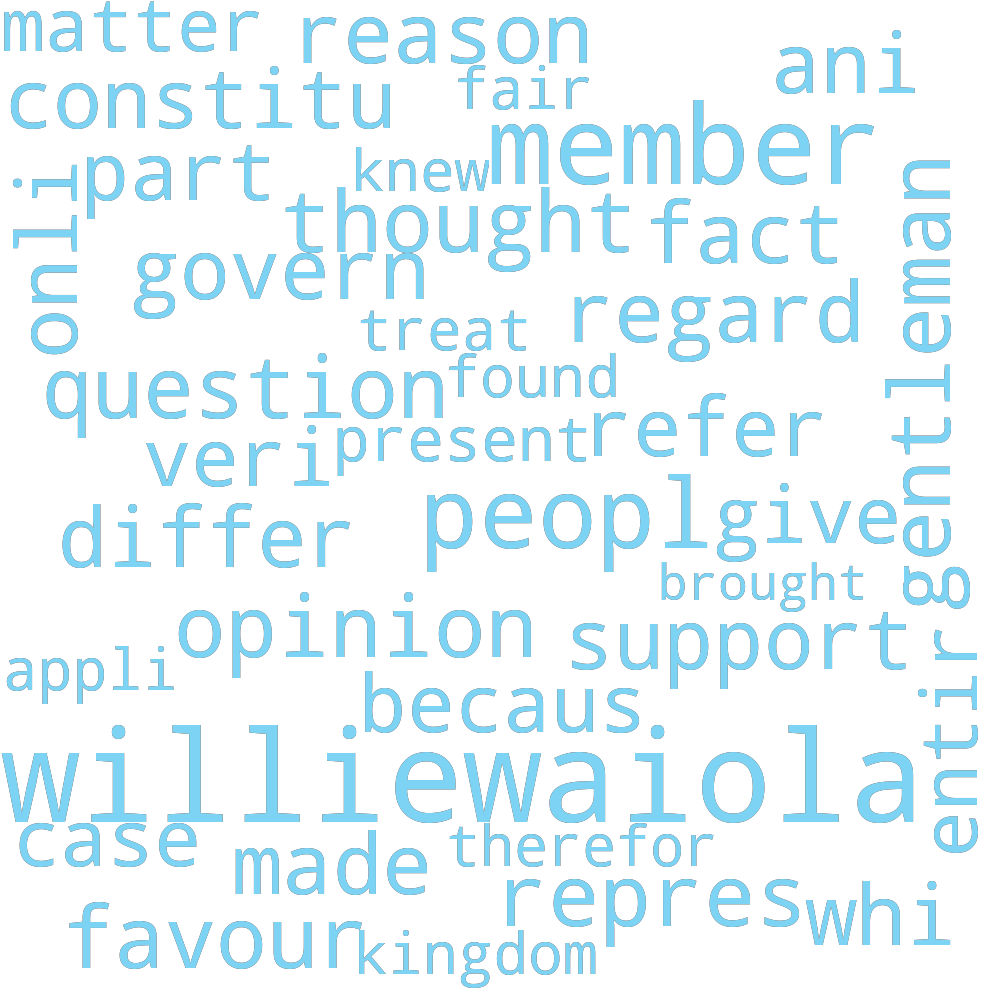 matter
reason
ani
constitu
fair
member
part
knew
onli
thought
fact
gentleman
govern
regard
treat
question
found
refer
veri
present
peopl
give
differ
brought
opinion
support
appli
entir
becaus
williewaiola
case
made
therefor
repres
whi
favour
kingdom